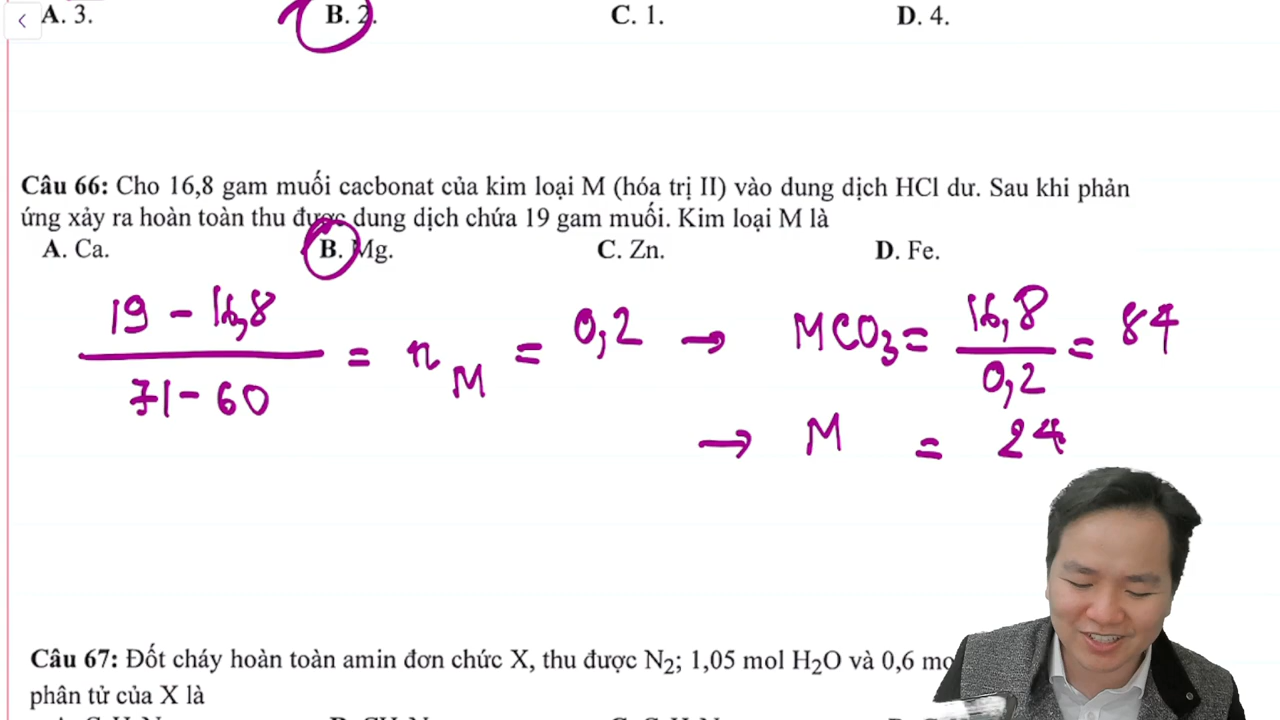 A. 3. B. 2. C. 1. D. 4.
Câu 66: Cho 16,8 gam muối cacbonat của kim loại M (hóa trị II) vào dung dịch HCl dư. Sau khi phản
ứng xảy ra hoàn toàn thu được dung dịch chứa 19 gam muối. Kim loại M là
A. Ca. B. Mg. C. Zn. D. Fe.
19 - 16,8 / 71 - 60 = n_M = 0,2 → MCO₃ = 16,8 / 0,2 = 84
→ M = 24
Câu 67: Đốt cháy hoàn toàn amin đơn chức X, thu được N₂; 1,05 mol H₂O và 0,6
phân tử của X là